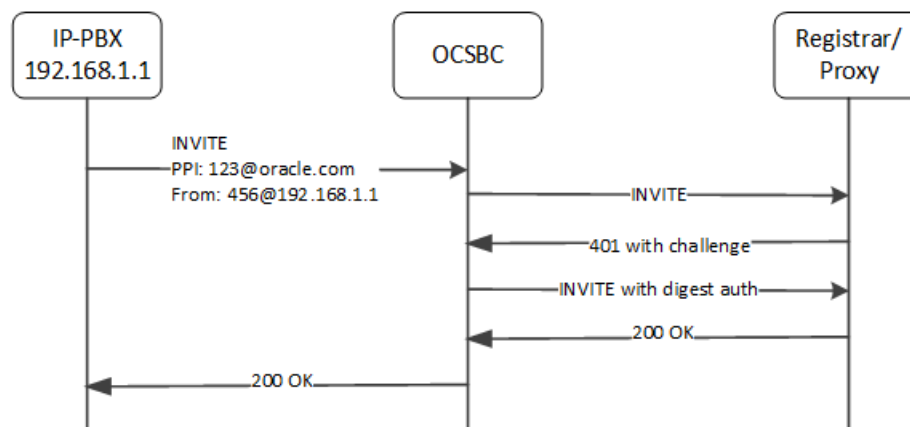 IP-PBX
192.168.1.1
OCSBC
Registrar/
Proxy
INVITE
PPI: 123@oracle.com
From: 456@192.168.1.1
INVITE
401 with challenge
INVITE with digest auth
200 OK
200 OK